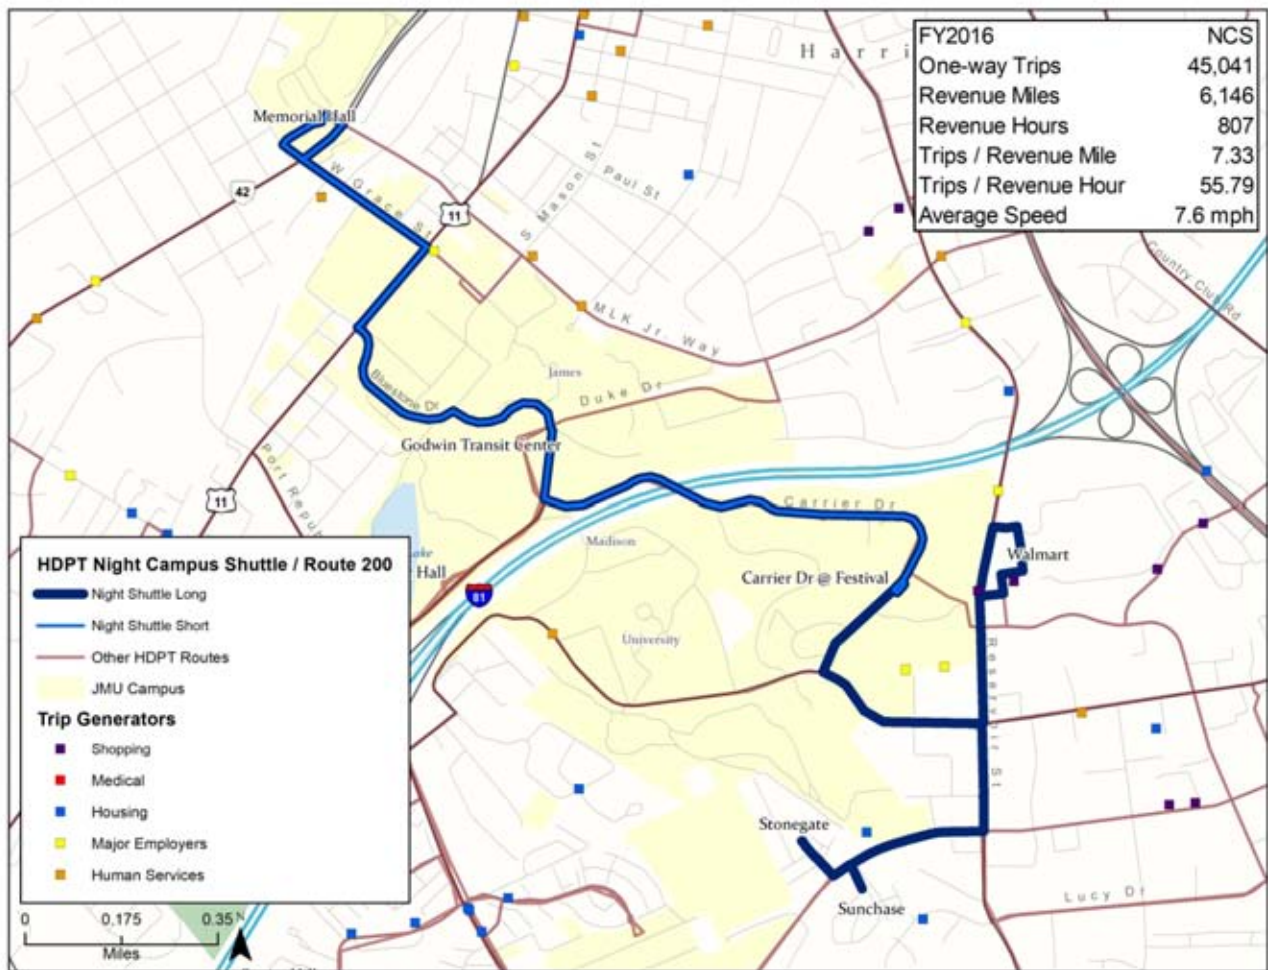 Harri
FY2016 NCS
One-way Trips 45,041
Revenue Miles 6,146
Revenue Hours 807
Trips / Revenue Mile 7.33
Trips / Revenue Hour 55.79
Average Speed 7.6 mph
Memorial Hall
42
W Grace St
11
S Mason St
Paul St
Country Club Rd
MLK Jr. Way
James
Duke Dr
Bluestone Dr
Godwin Transit Center
Port Repub
11
Carrier Dr
Madison
Walmart
Carrier Dr @ Festival
Hall
81
University
Reservoir St
Stonegate
Sunchase
Lucy Dr
HDPT Night Campus Shuttle / Route 200
Night Shuttle Long
Night Shuttle Short
Other HDPT Routes
JMU Campus
Trip Generators
Shopping
Medical
Housing
Major Employers
Human Services
0 0.175 0.35 N
Miles